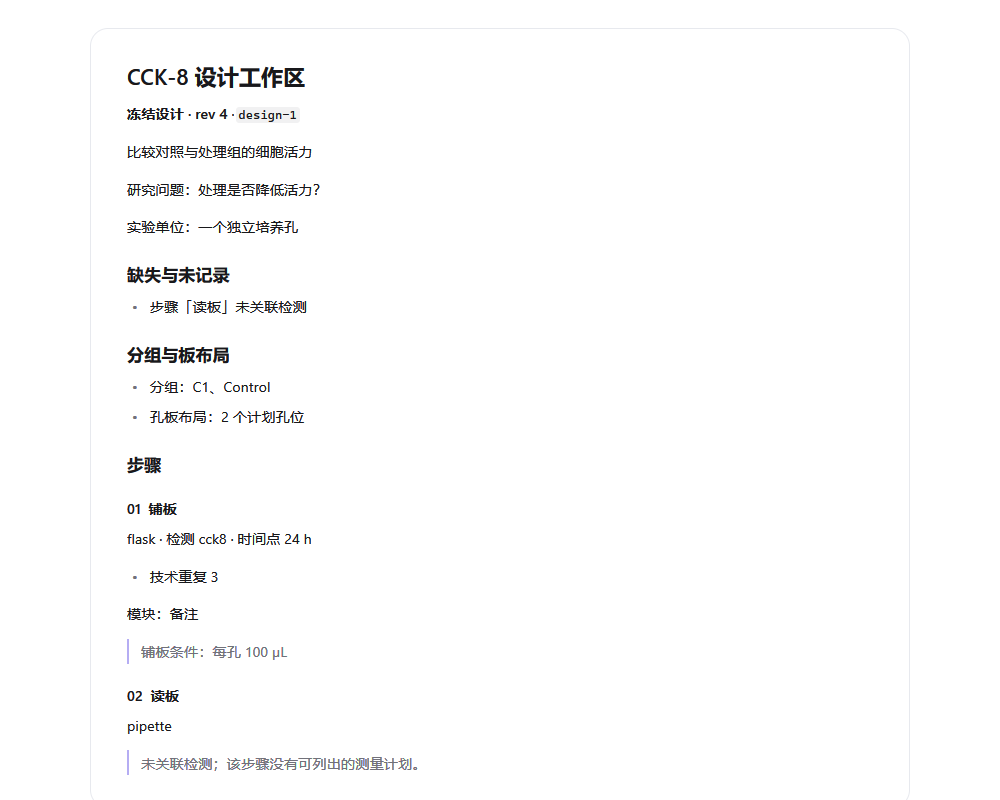 CCK-8 设计工作区
冻结设计 · rev 4 · design-1
比较对照与处理组的细胞活力
研究问题：处理是否降低活力？
实验单位：一个独立培养孔
缺失与未记录
• 步骤「读板」未关联检测
分组与板布局
• 分组：C1、Control
• 孔板布局：2 个计划孔位
步骤
01 铺板
flask · 检测 cck8 · 时间点 24 h
• 技术重复 3
模块：备注
铺板条件：每孔 100 µL
02 读板
pipette
未关联检测；该步骤没有可列出的测量计划。